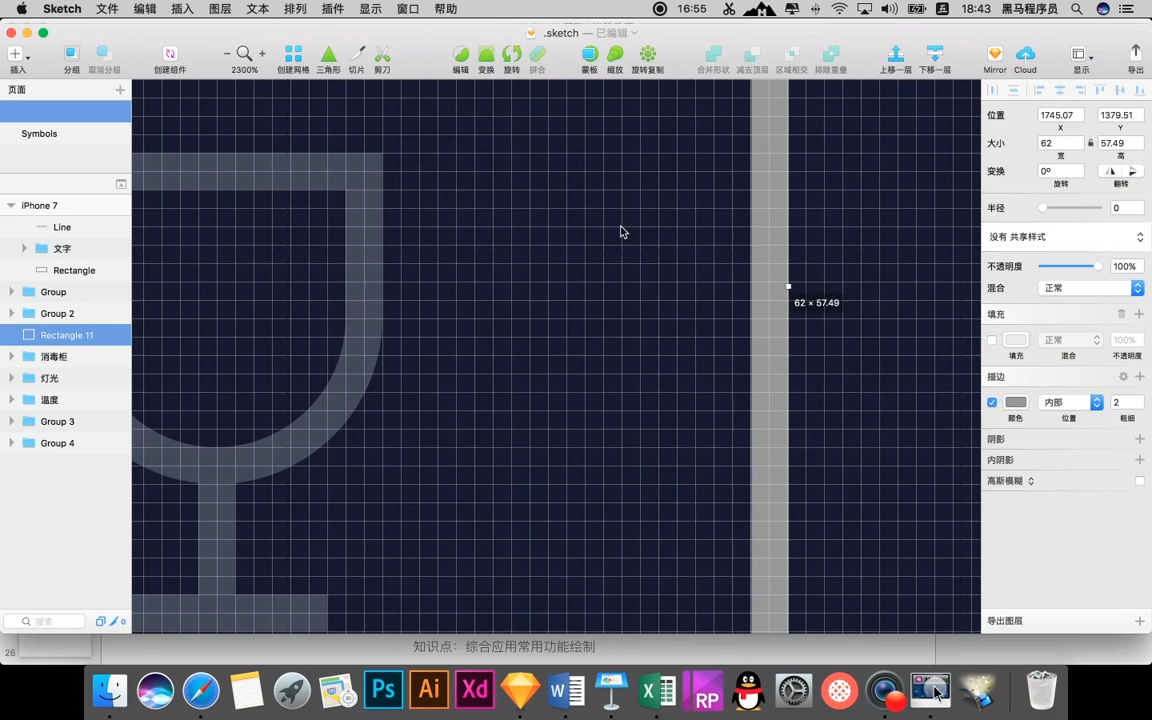 Sketch 文件 编辑 插入 图层 文本 排列 插件 显示 窗口 帮助 16:55 五 18:43 黑马程序员
.sketch — 已编辑
插入 分组 取消分组 创建组件 2300% 创建网格 三角形 切片 剪刀 编辑 变换 旋转 拼合 蒙板 缩放 旋转复制 合并形状 减去顶层 区域相交 排除重叠 上移一层 下移一层 Mirror Cloud 显示 导出
页面
Symbols
iPhone 7
Line
文字
Rectangle
Group
Group 2
Rectangle 11
消毒柜
灯光
温度
Group 3
Group 4
搜索
0
62 × 57.49
位置 1745.07 1379.51
X Y
大小 62 57.49
宽 高
变换 0º
旋转 翻转
半径 0
没有 共享样式
不透明度 100%
混合 正常
填充
正常 100%
填充 混合 不透明度
描边
内部 2
颜色 位置 粗细
阴影
内阴影
高斯模糊
导出图层
26
知识点：综合应用常用功能绘制
Ps Ai Xd W X RP